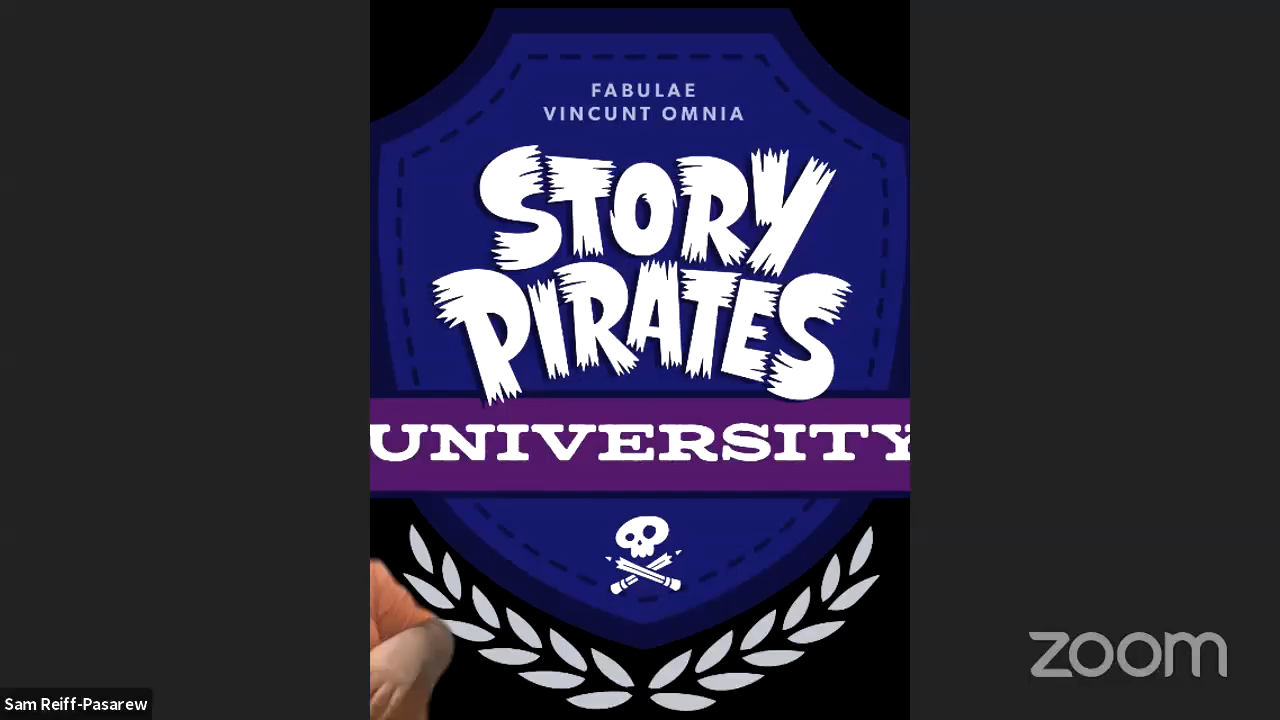 FABULAE
VINCUNT OMNIA
STORY
PIRATES
UNIVERSITY
zoom
Sam Reiff-Pasarew